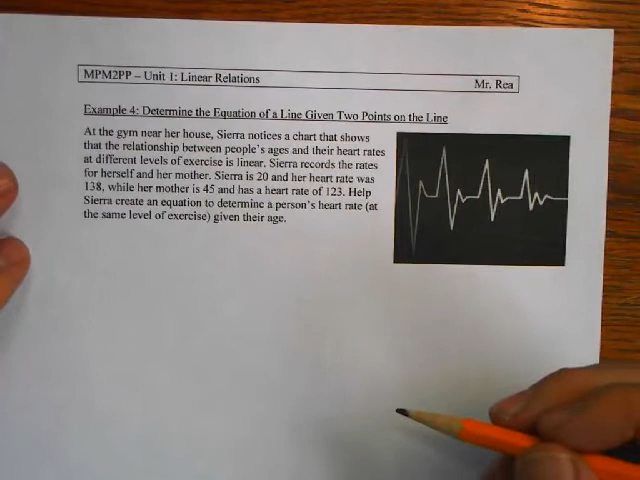 MPM2PP – Unit 1: Linear Relations
Mr. Rea
Example 4: Determine the Equation of a Line Given Two Points on the Line
At the gym near her house, Sierra notices a chart that shows
that the relationship between people's ages and their heart rates
at different levels of exercise is linear. Sierra records the rates
for herself and her mother. Sierra is 20 and her heart rate was
138, while her mother is 45 and has a heart rate of 123. Help
Sierra create an equation to determine a person's heart rate (at
the same level of exercise) given their age.